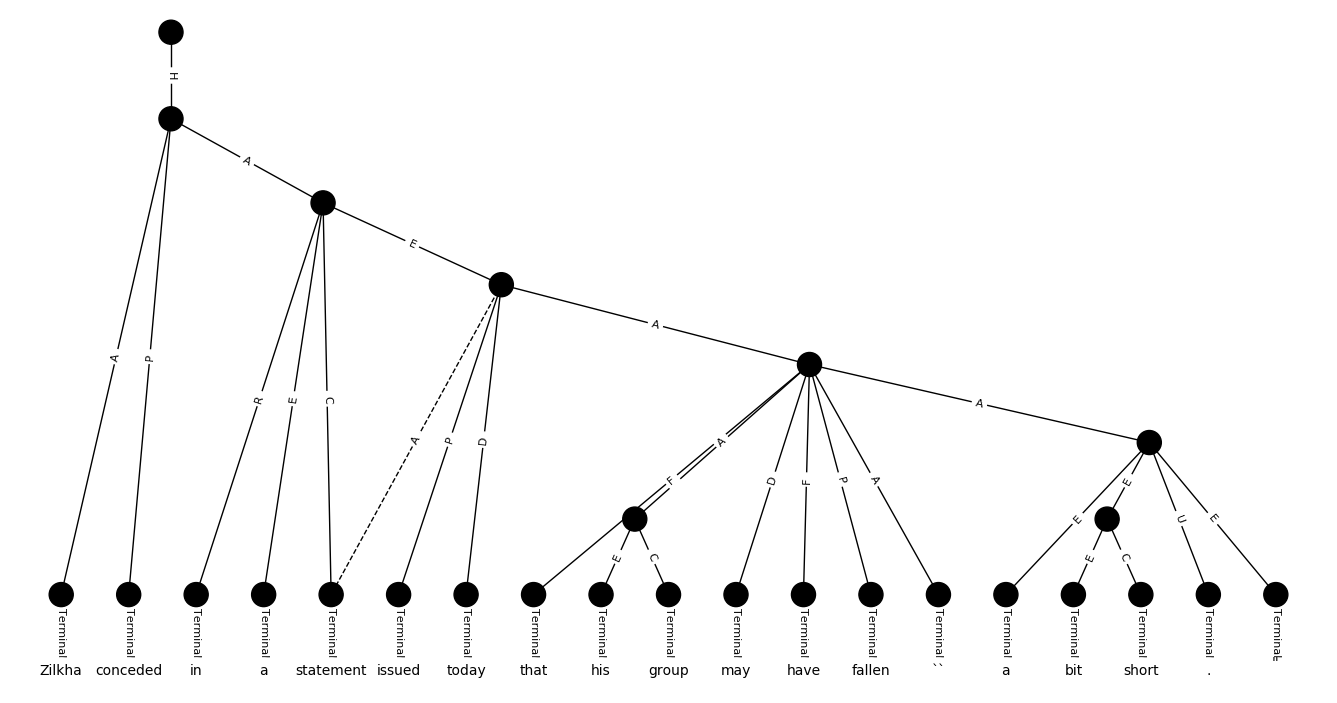 H
A
E
A
A
A P R E C A P D F A D F P A E E U E
E C E C
Terminal Terminal Terminal Terminal Terminal Terminal Terminal Terminal Terminal Terminal Terminal Terminal Terminal Terminal Terminal Terminal Terminal Terminal Terminal
Zilkha conceded in a statement issued today that his group may have fallen `` a bit short .